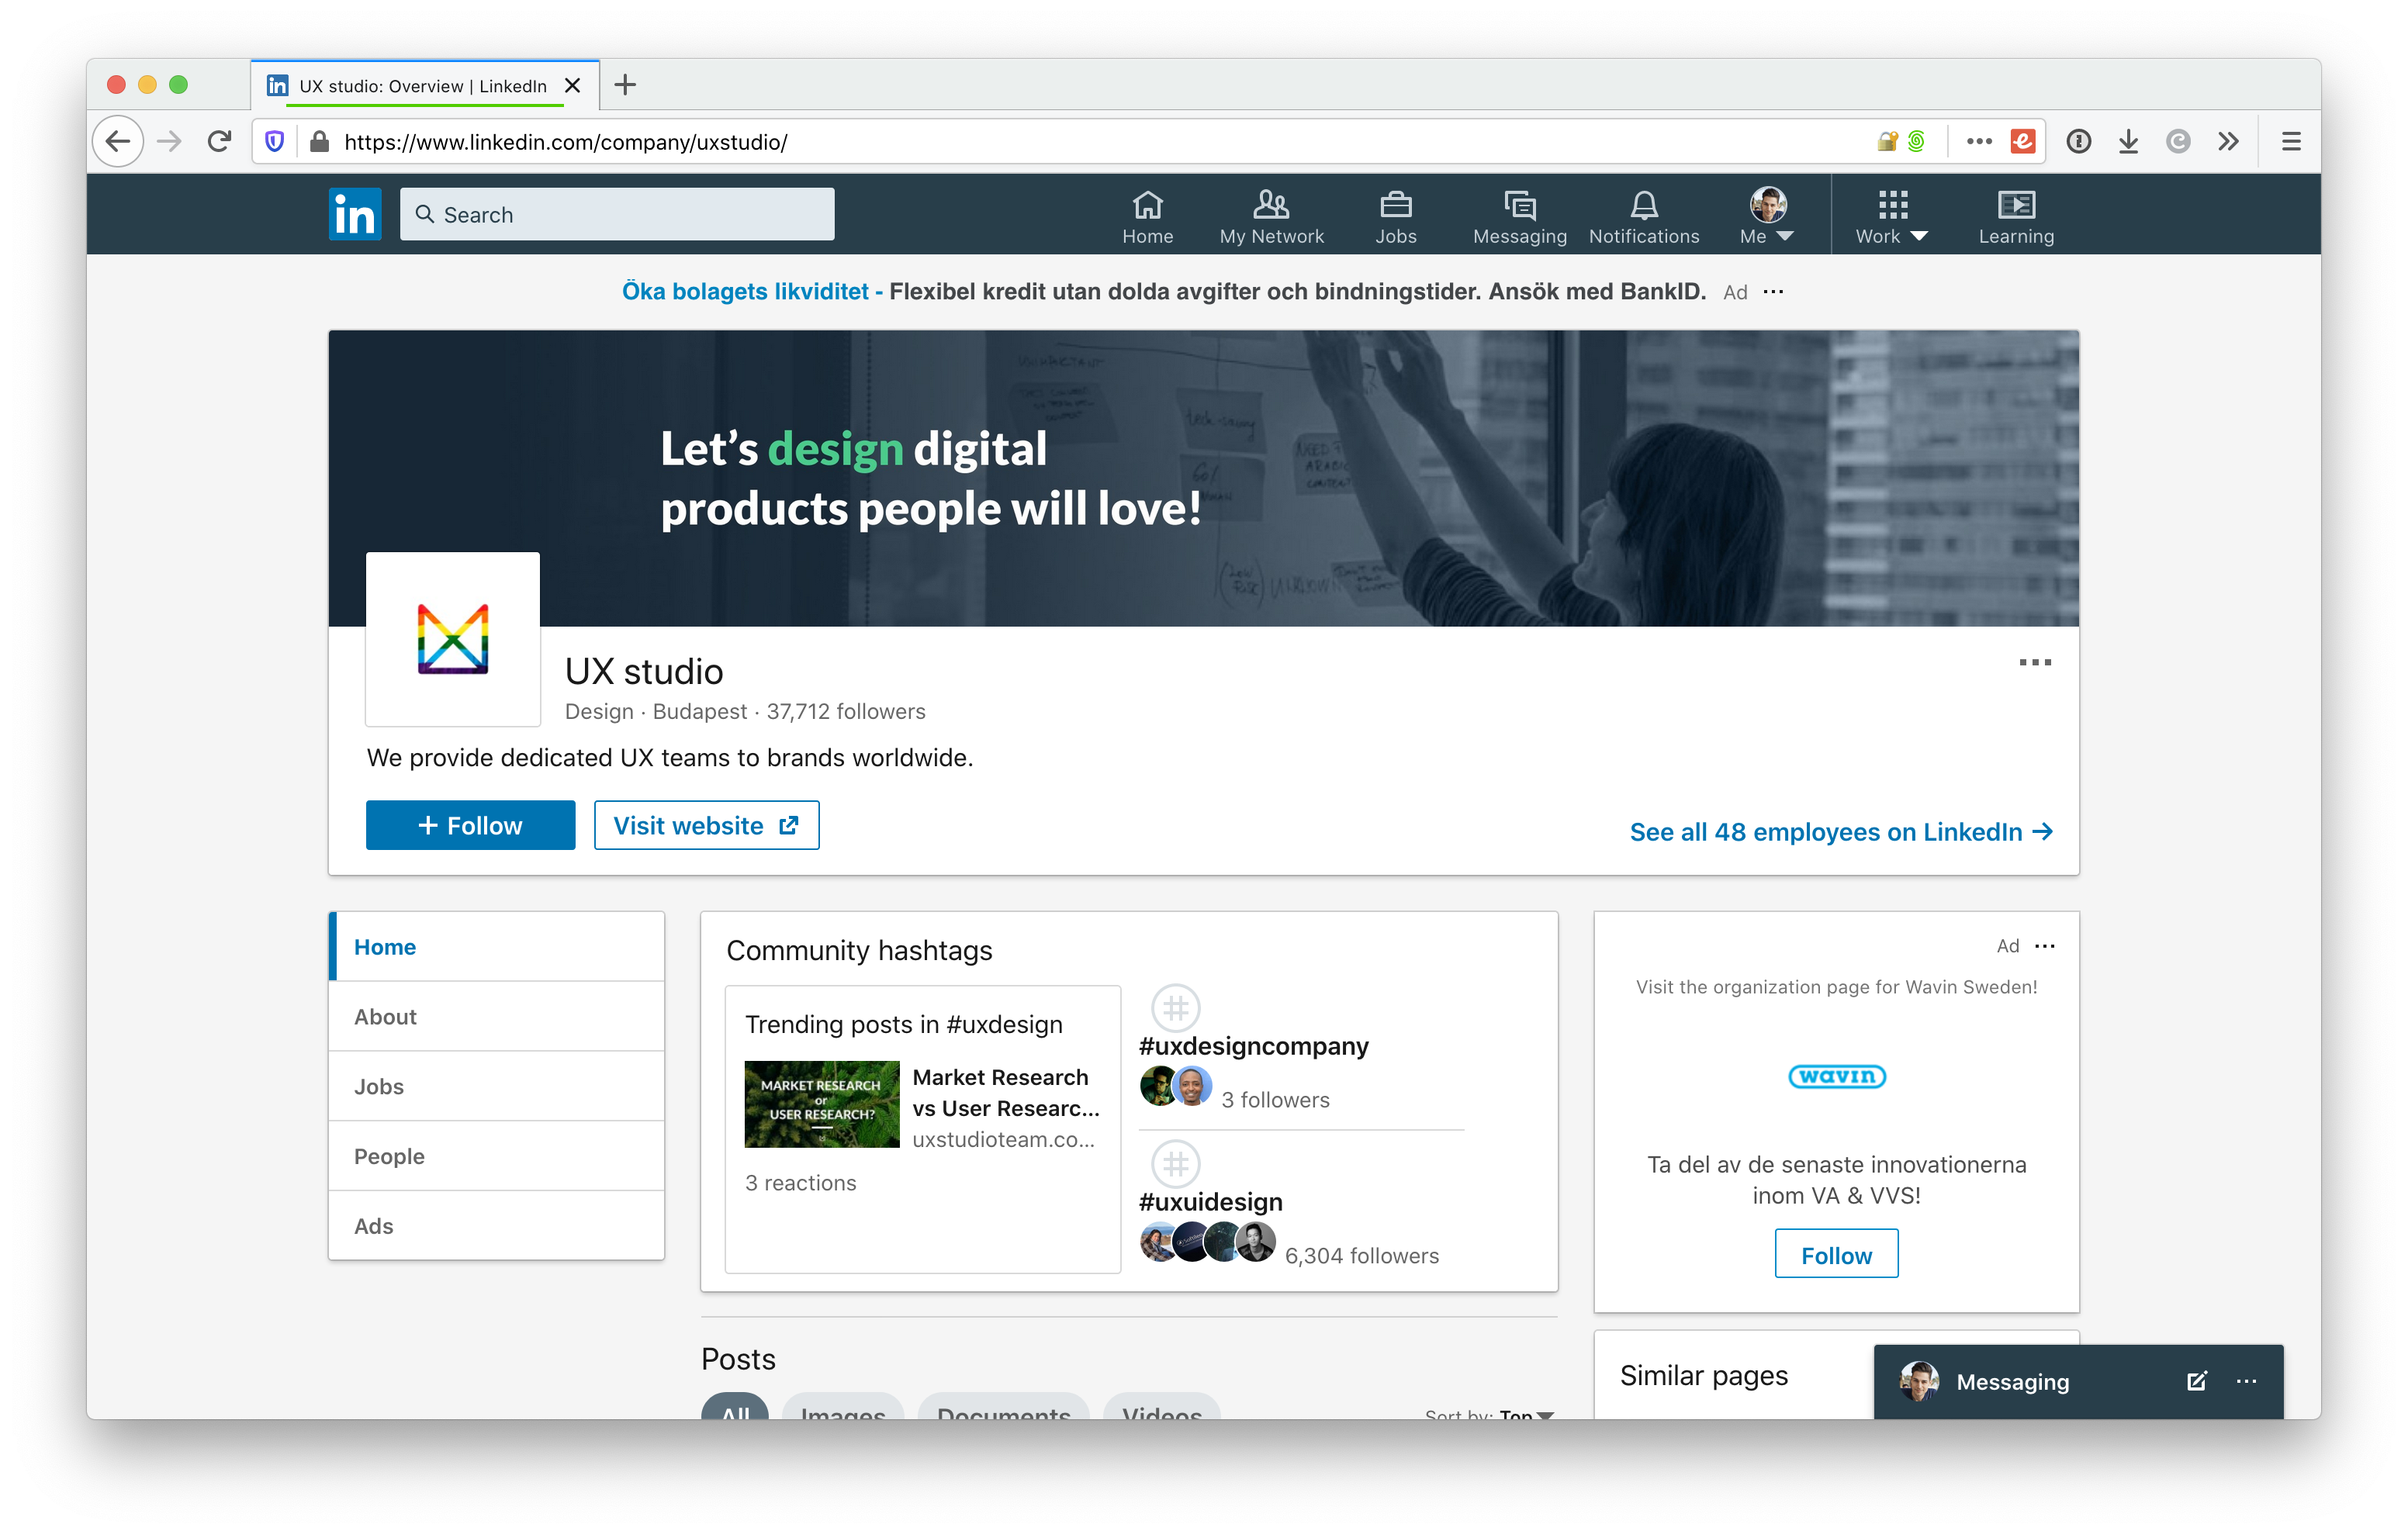 UX studio: Overview | LinkedIn
https://www.linkedin.com/company/uxstudio/
in
Search
Home
My Network
Jobs
Messaging
Notifications
Me
Work
Learning
Öka bolagets likviditet - Flexibel kredit utan dolda avgifter och bindningstider. Ansök med BankID. Ad
Let’s design digital
products people will love!
tech savvy
UX studio
Design · Budapest · 37,712 followers
We provide dedicated UX teams to brands worldwide.
+ Follow
Visit website
See all 48 employees on LinkedIn →
Home
About
Jobs
People
Ads
Community hashtags
Trending posts in #uxdesign
MARKET RESEARCH
or
USER RESEARCH?
Market Research
vs User Researc...
uxstudioteam.co...
3 reactions
#uxdesigncompany
3 followers
#uxuidesign
6,304 followers
Ad
Visit the organization page for Wavin Sweden!
wavin
Ta del av de senaste innovationerna
inom VA & VVS!
Follow
Posts
All
Images
Documents
Videos
Sort by: Top
Similar pages
Messaging